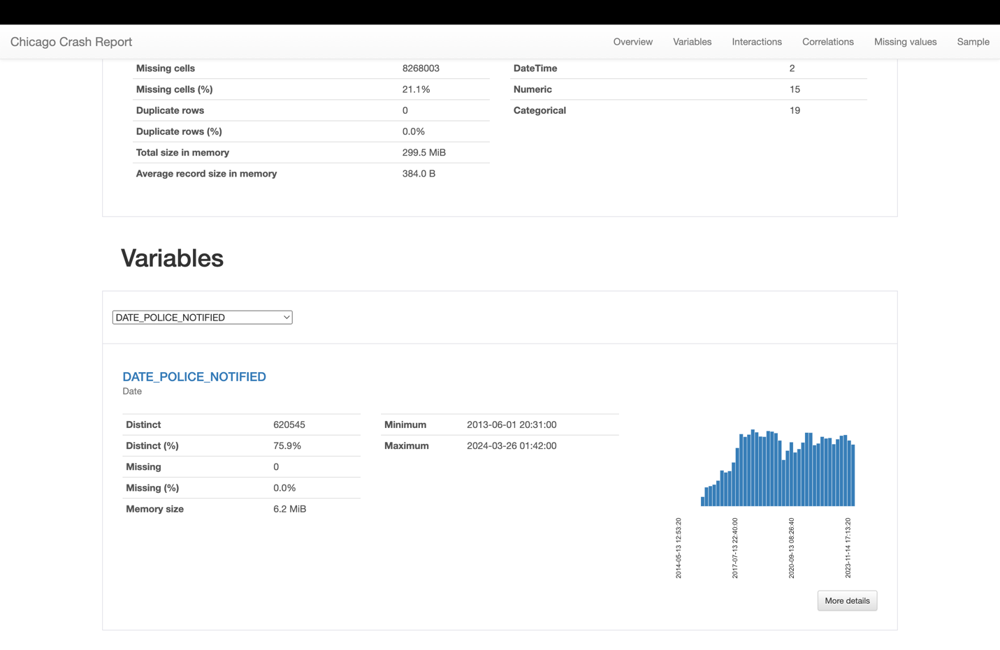 Chicago Crash Report
Overview Variables Interactions Correlations Missing values Sample
Missing cells 8268003
Missing cells (%) 21.1%
Duplicate rows 0
Duplicate rows (%) 0.0%
Total size in memory 299.5 MiB
Average record size in memory 384.0 B
DateTime 2
Numeric 15
Categorical 19
Variables
DATE_POLICE_NOTIFIED
DATE_POLICE_NOTIFIED
Date
Distinct 620545
Distinct (%) 75.9%
Missing 0
Missing (%) 0.0%
Memory size 6.2 MiB
Minimum 2013-06-01 20:31:00
Maximum 2024-03-26 01:42:00
2014-05-13 12:53:20
2017-07-13 22:40:00
2020-09-13 08:26:40
2023-11-14 17:13:20
More details